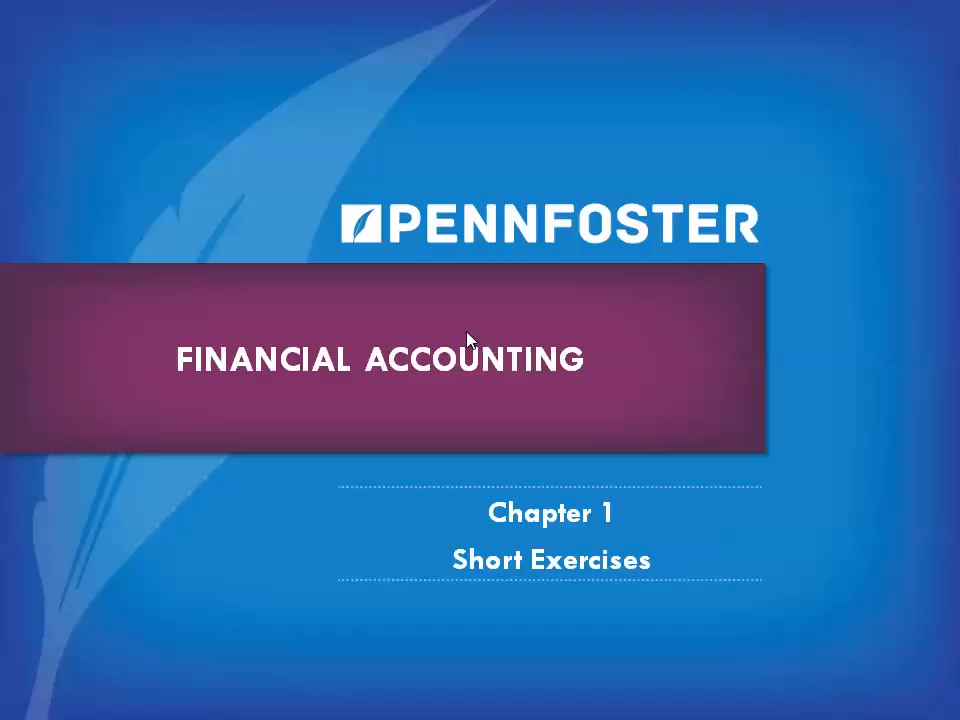 PENNFOSTER
FINANCIAL ACCOUNTING
Chapter 1
Short Exercises